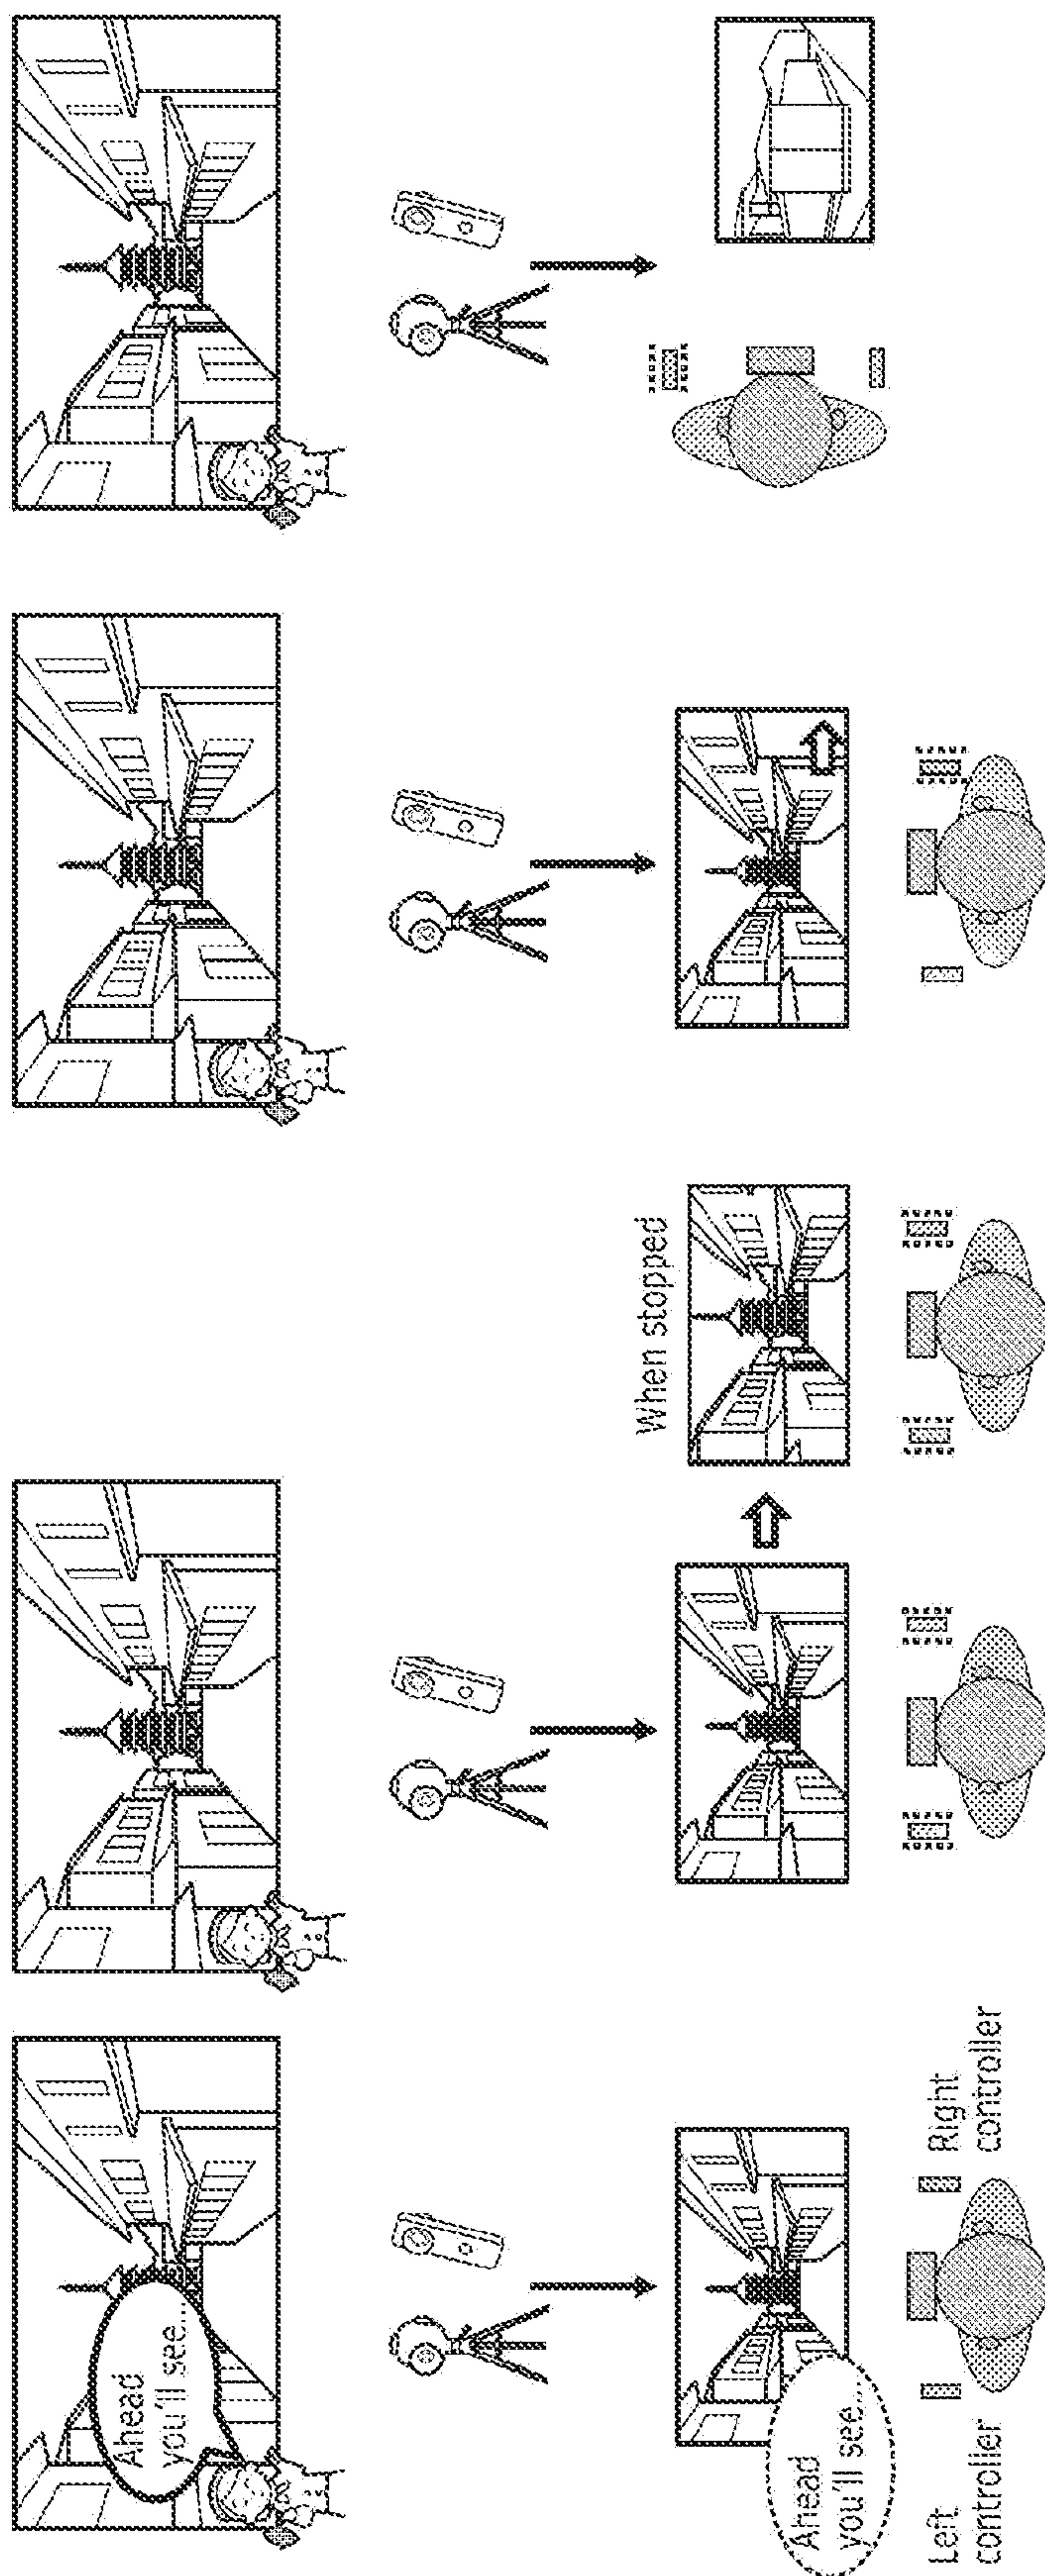 Ahead
you'll see...
When stopped
Ahead
you'll see...
Left
controller
Right
controller